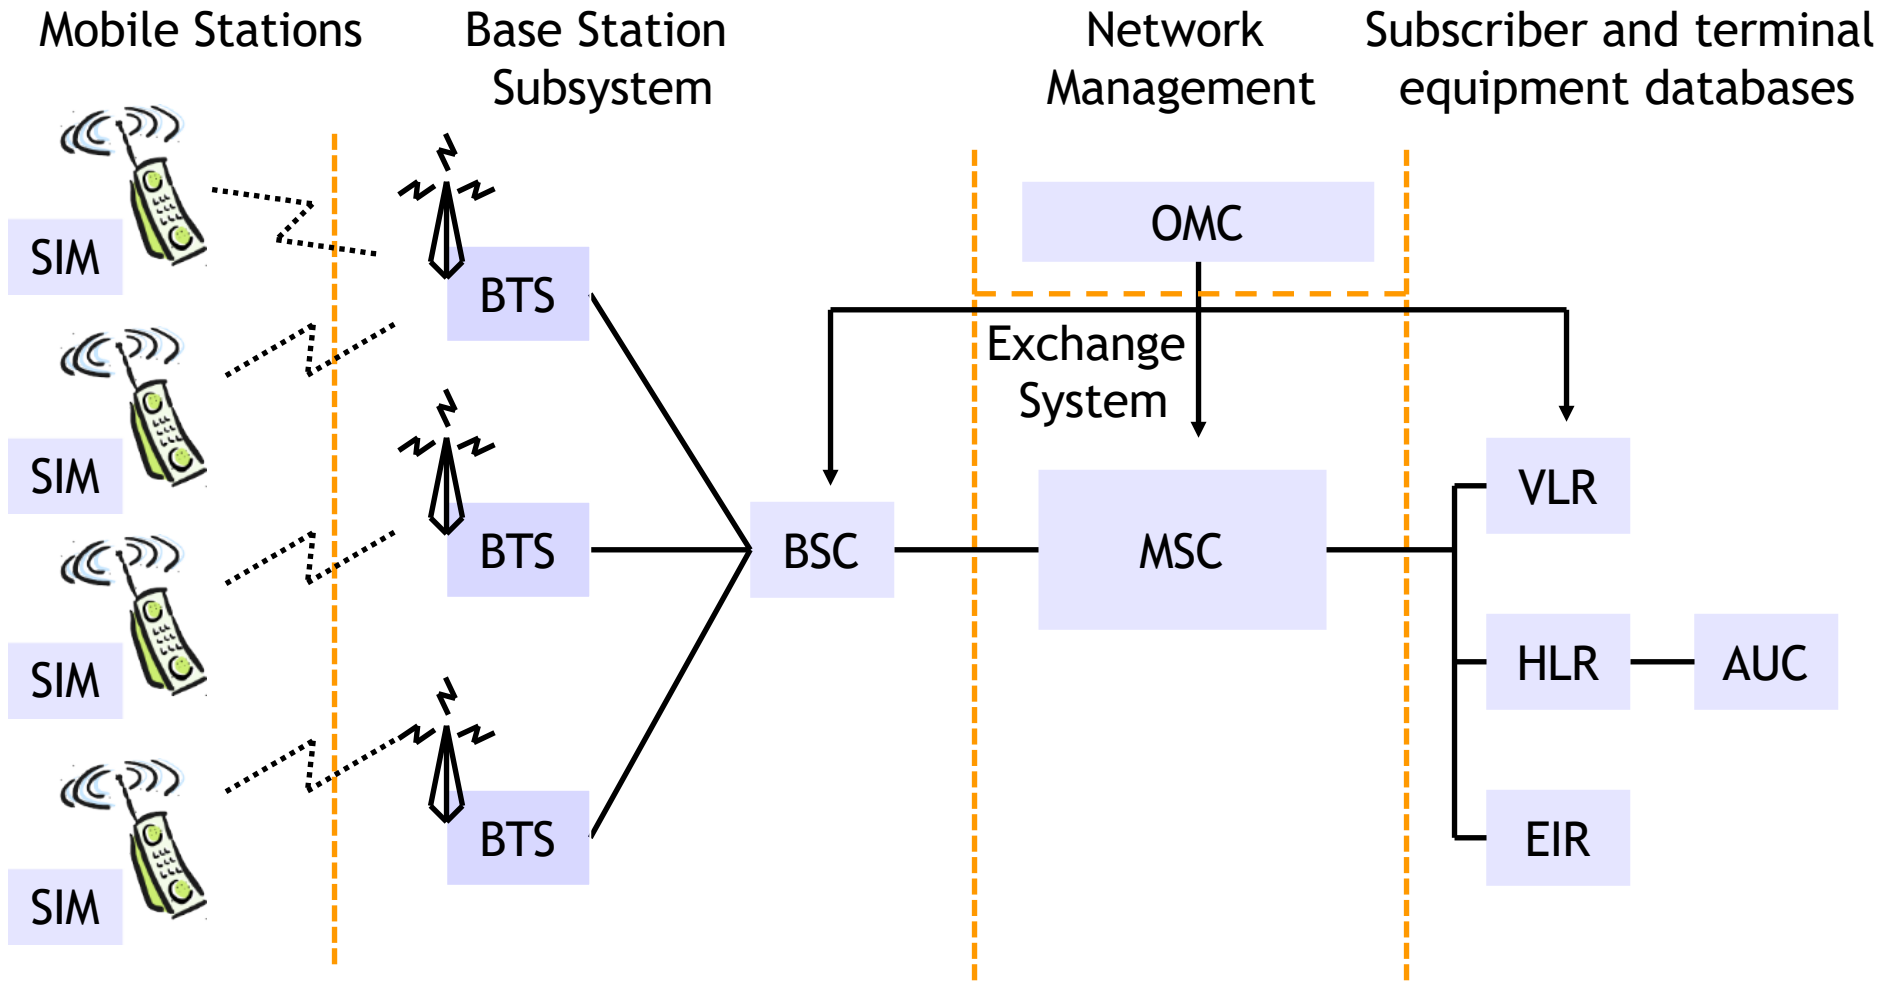 Mobile Stations
Base Station
Subsystem
Network
Management
Subscriber and terminal
equipment databases
SIM
SIM
SIM
SIM
BTS
BTS
BTS
BSC
OMC
Exchange
System
MSC
VLR
HLR
AUC
EIR